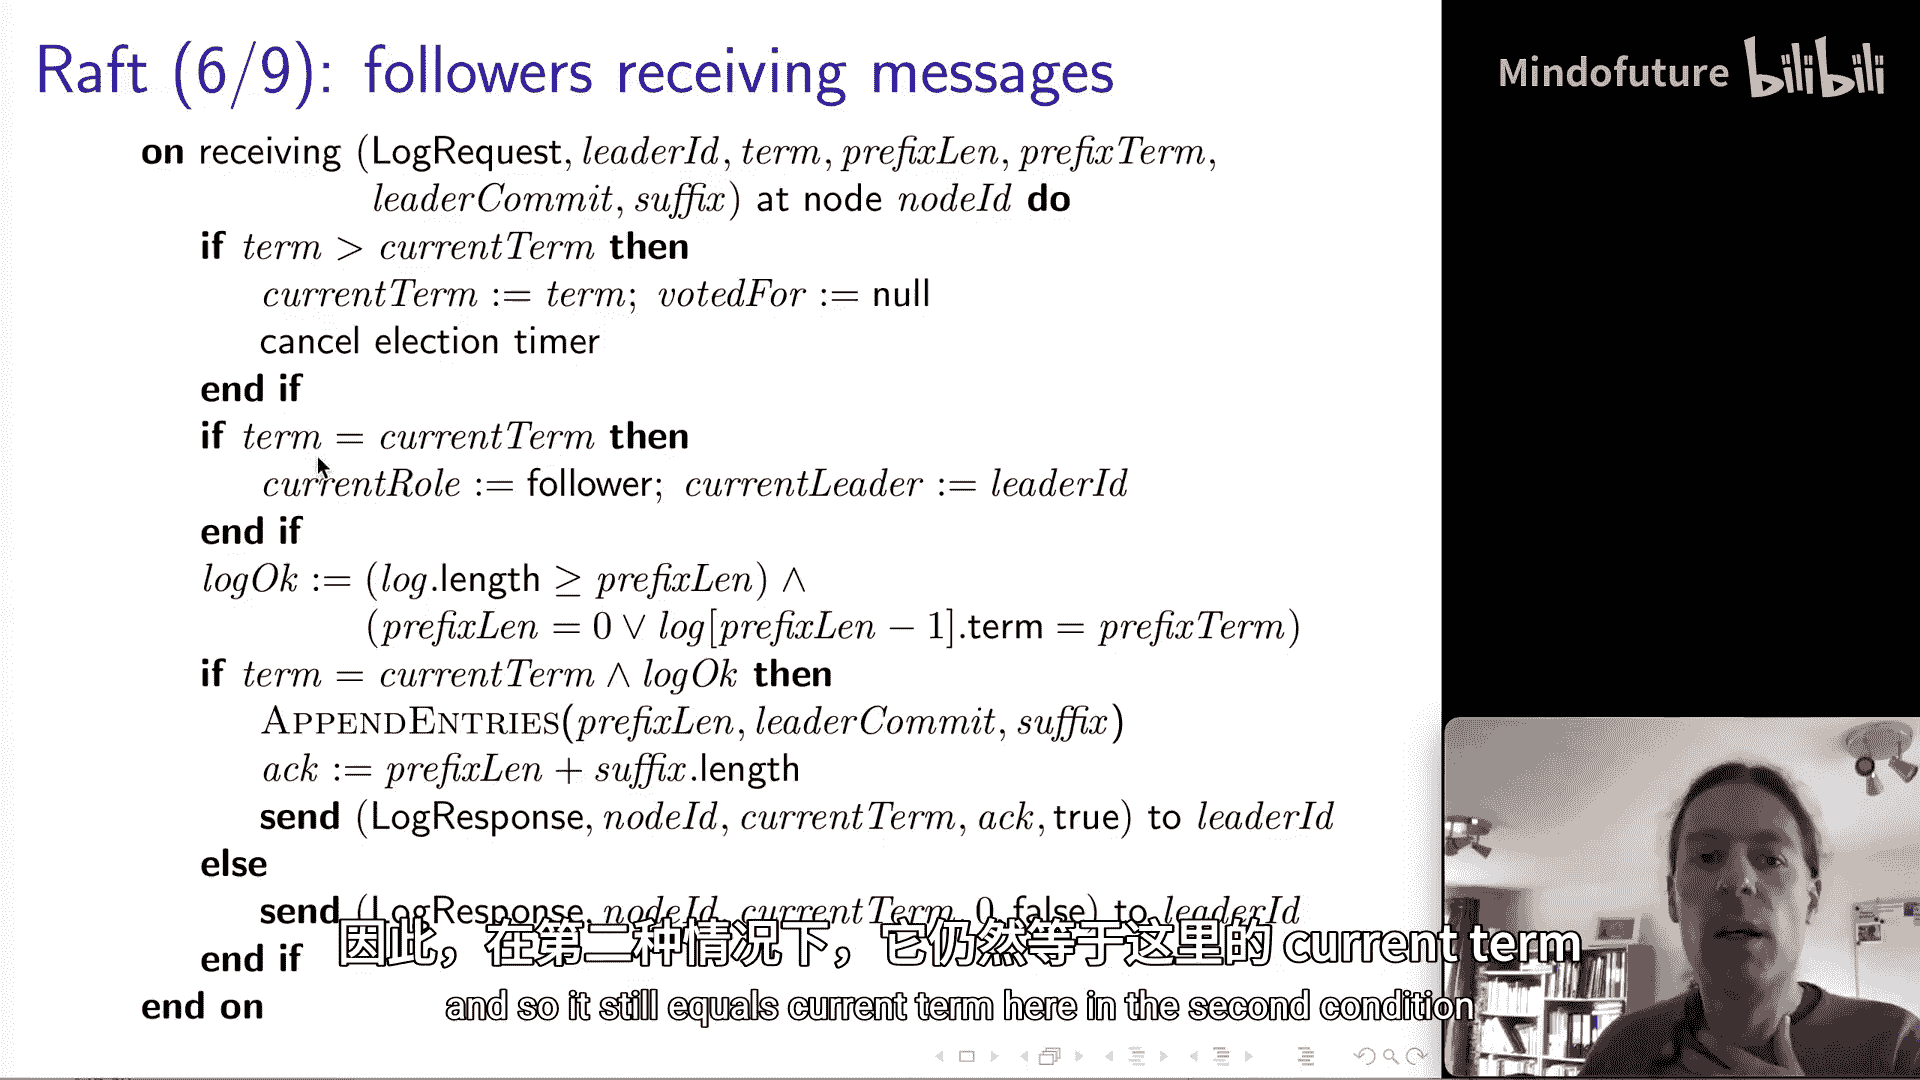 Raft (6/9): followers receiving messages
Mindofuture bilibili
on receiving (LogRequest, leaderId, term, prefixLen, prefixTerm,
leaderCommit, suffix) at node nodeId do
if term > currentTerm then
currentTerm := term; votedFor := null
cancel election timer
end if
if term = currentTerm then
currentRole := follower; currentLeader := leaderId
end if
logOk := (log.length ≥ prefixLen) ∧
(prefixLen = 0 ∨ log[prefixLen − 1].term = prefixTerm)
if term = currentTerm ∧ logOk then
AppendEntries(prefixLen, leaderCommit, suffix)
ack := prefixLen + suffix.length
send (LogResponse, nodeId, currentTerm, ack, true) to leaderId
else
send (LogResponse, nodeId, currentTerm, 0, false) to leaderId
因此，在第二种情况下，它仍然等于这里的 current term
end if
end on
and so it still equals current term here in the second condition